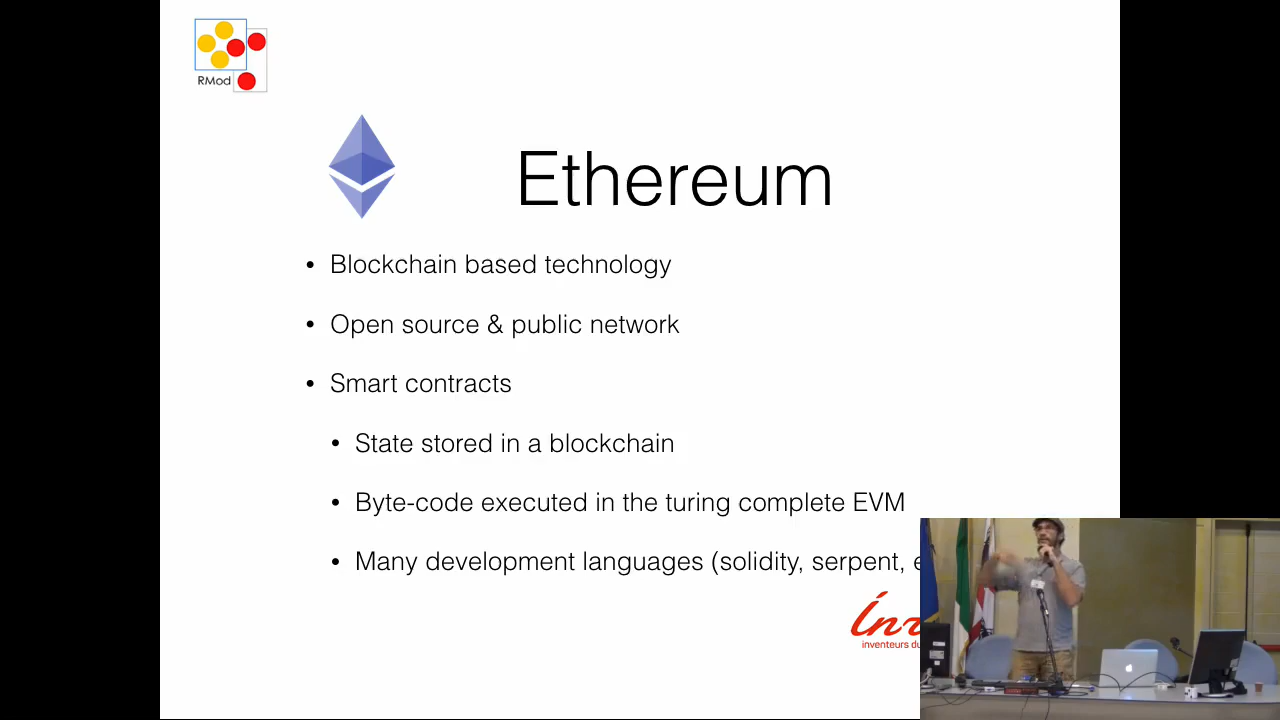 RMod
Ethereum
• Blockchain based technology
• Open source & public network
• Smart contracts
• State stored in a blockchain
• Byte-code executed in the turing complete EVM
• Many development languages (solidity, serpent,
inventeurs du